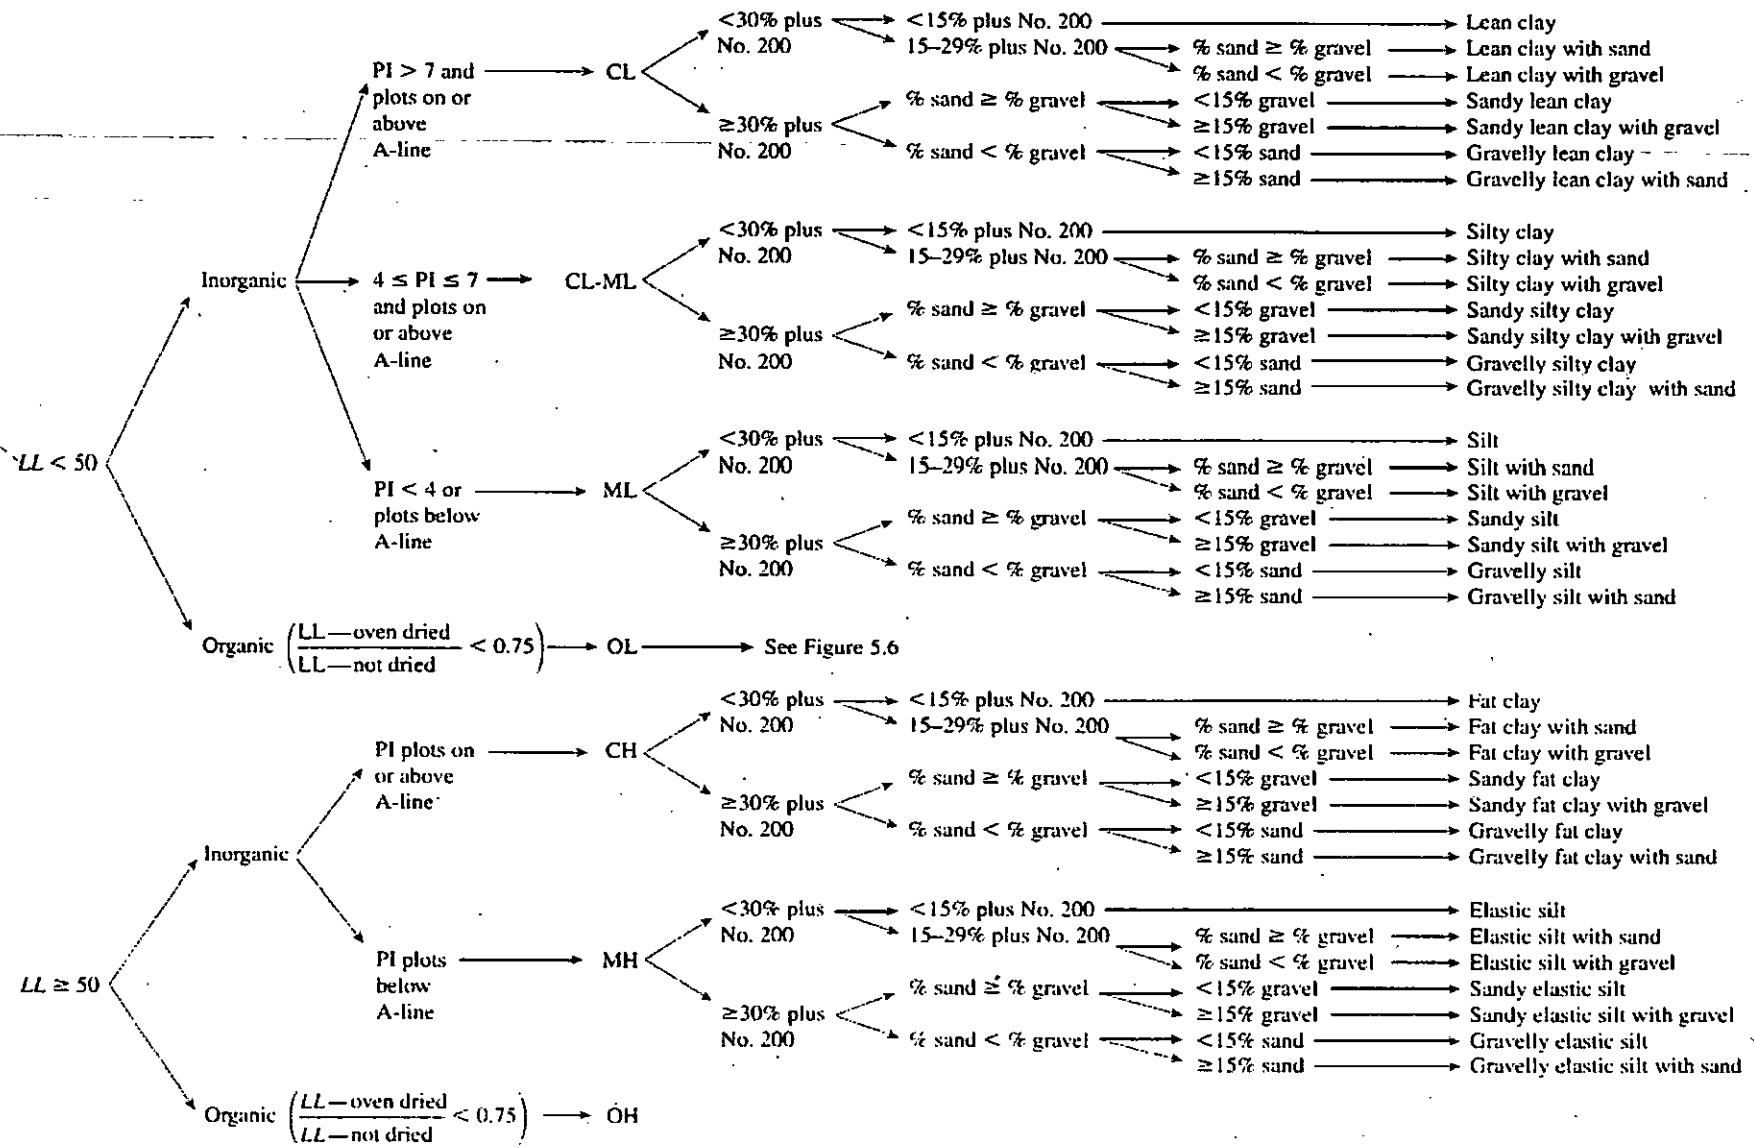 <30% plus No. 200 <15% plus No. 200 Lean clay
15–29% plus No. 200 % sand ≥ % gravel Lean clay with sand
% sand < % gravel Lean clay with gravel
PI > 7 and plots on or above A-line CL
≥30% plus No. 200 % sand ≥ % gravel <15% gravel Sandy lean clay
≥15% gravel Sandy lean clay with gravel
% sand < % gravel <15% sand Gravelly lean clay
≥15% sand Gravelly lean clay with sand
<30% plus No. 200 <15% plus No. 200 Silty clay
15–29% plus No. 200 % sand ≥ % gravel Silty clay with sand
% sand < % gravel Silty clay with gravel
Inorganic 4 ≤ PI ≤ 7 and plots on or above A-line CL-ML
≥30% plus No. 200 % sand ≥ % gravel <15% gravel Sandy silty clay
≥15% gravel Sandy silty clay with gravel
% sand < % gravel <15% sand Gravelly silty clay
≥15% sand Gravelly silty clay with sand
<30% plus No. 200 <15% plus No. 200 Silt
LL < 50
15–29% plus No. 200 % sand ≥ % gravel Silt with sand
% sand < % gravel Silt with gravel
PI < 4 or plots below A-line ML
≥30% plus No. 200 % sand ≥ % gravel <15% gravel Sandy silt
≥15% gravel Sandy silt with gravel
% sand < % gravel <15% sand Gravelly silt
≥15% sand Gravelly silt with sand
Organic (LL—oven dried / LL—not dried < 0.75) OL See Figure 5.6
<30% plus No. 200 <15% plus No. 200 Fat clay
15–29% plus No. 200 % sand ≥ % gravel Fat clay with sand
% sand < % gravel Fat clay with gravel
PI plots on or above A-line CH
≥30% plus No. 200 % sand ≥ % gravel <15% gravel Sandy fat clay
≥15% gravel Sandy fat clay with gravel
% sand < % gravel <15% sand Gravelly fat clay
≥15% sand Gravelly fat clay with sand
Inorganic
<30% plus No. 200 <15% plus No. 200 Elastic silt
15–29% plus No. 200 % sand ≥ % gravel Elastic silt with sand
% sand < % gravel Elastic silt with gravel
LL ≥ 50
PI plots below A-line MH
≥30% plus No. 200 % sand ≥ % gravel <15% gravel Sandy elastic silt
≥15% gravel Sandy elastic silt with gravel
% sand < % gravel <15% sand Gravelly elastic silt
≥15% sand Gravelly elastic silt with sand
Organic (LL—oven dried / LL—not dried < 0.75) OH